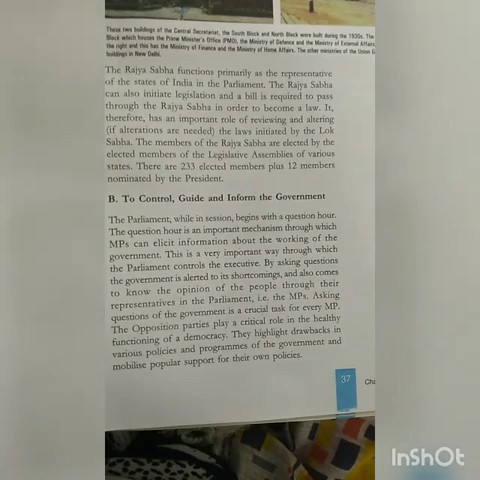 These two buildings of the Central Secretariat, the South Block and North Block were built during the 1930s. The
Block which houses the Prime Minister's Office (PMO), the Ministry of Defence and the Ministry of External Affairs
the right and this has the Ministry of Finance and the Ministry of Home Affairs. The other ministries of the Union G
buildings in New Delhi.
The Rajya Sabha functions primarily as the representative
of the states of India in the Parliament. The Rajya Sabha
can also initiate legislation and a bill is required to pass
through the Rajya Sabha in order to become a law. It,
therefore, has an important role of reviewing and altering
(if alterations are needed) the laws initiated by the Lok
Sabha. The members of the Rajya Sabha are elected by the
elected members of the Legislative Assemblies of various
states. There are 233 elected members plus 12 members
nominated by the President.
B. To Control, Guide and Inform the Government
The Parliament, while in session, begins with a question hour.
The question hour is an important mechanism through which
MPs can elicit information about the working of the
government. This is a very important way through which
the Parliament controls the executive. By asking questions
the government is alerted to its shortcomings, and also comes
to know the opinion of the people through their
representatives in the Parliament, i.e. the MPs. Asking
questions of the government is a crucial task for every MP.
The Opposition parties play a critical role in the healthy
functioning of a democracy. They highlight drawbacks in
various policies and programmes of the government and
mobilise popular support for their own policies.
37
Cha
InShOt